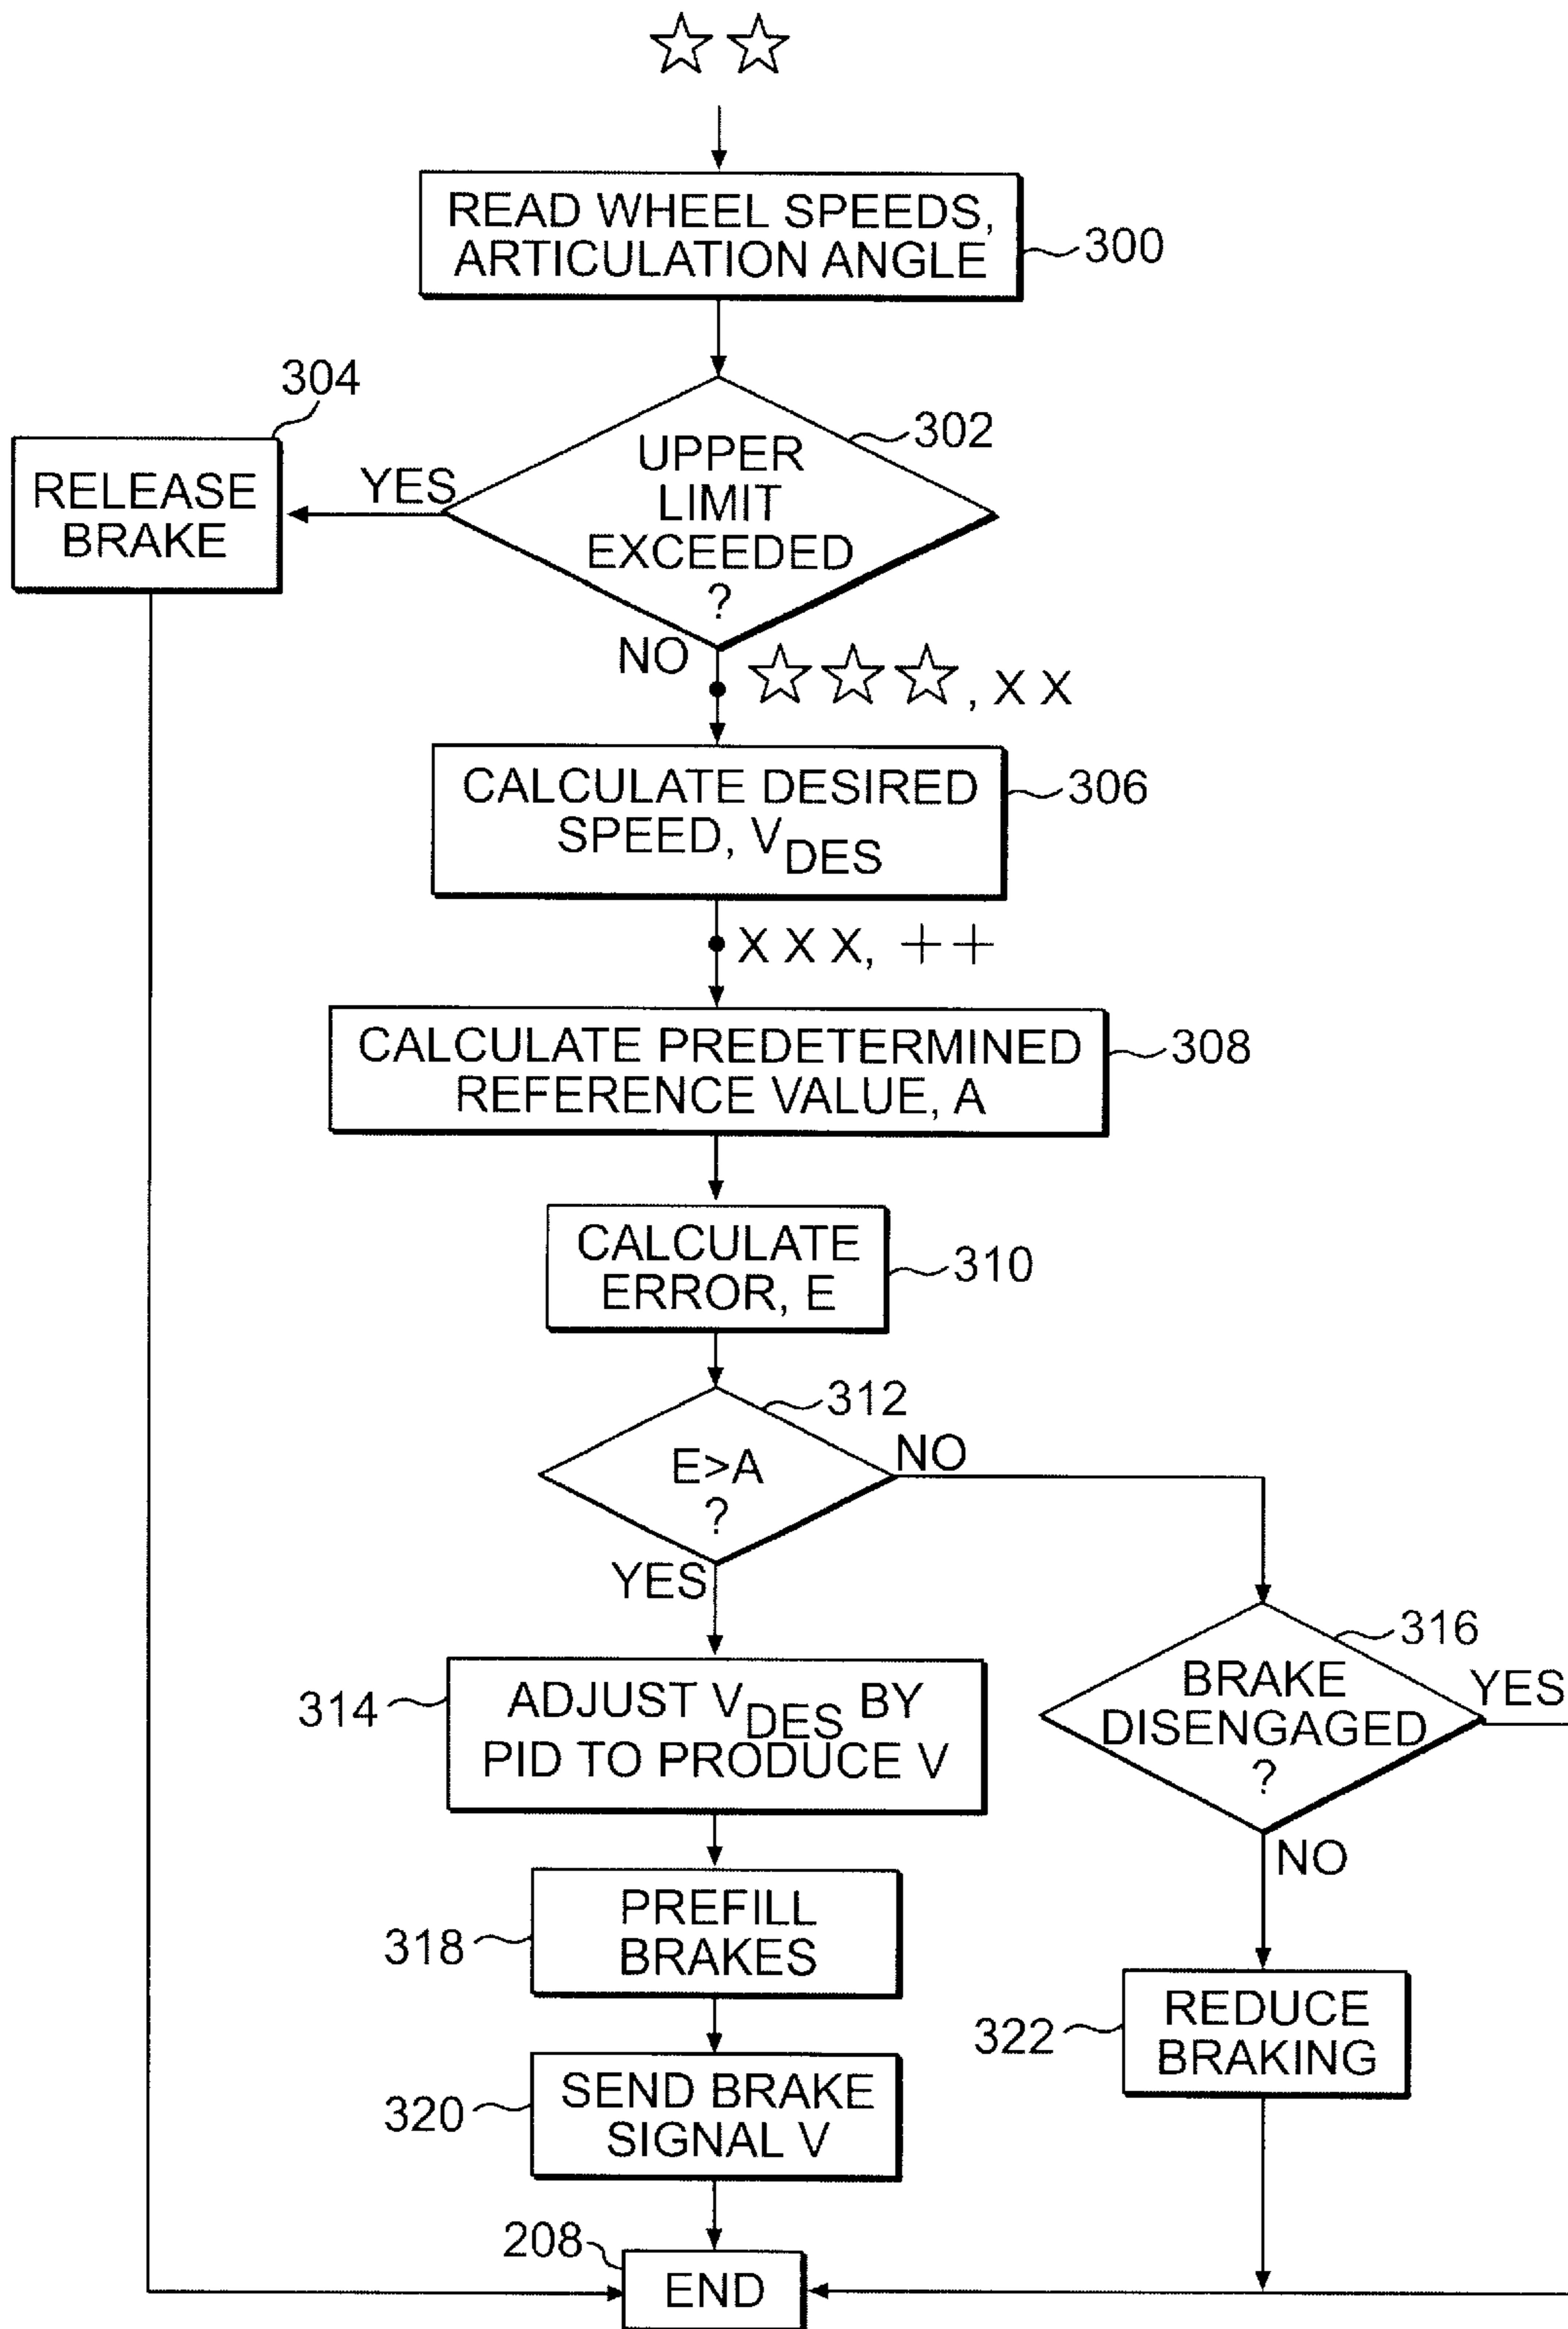 ☆☆
READ WHEEL SPEEDS,
ARTICULATION ANGLE
300
304
302
UPPER
LIMIT
EXCEEDED
?
YES
RELEASE
BRAKE
NO
☆☆☆, X X
CALCULATE DESIRED
SPEED, V DES
306
X X X, ++
CALCULATE PREDETERMINED
REFERENCE VALUE, A
308
CALCULATE
ERROR, E
310
312
E>A
?
NO
YES
316
BRAKE
DISENGAGED
?
YES
314
ADJUST V DES BY
PID TO PRODUCE V
NO
318
PREFILL
BRAKES
322
REDUCE
BRAKING
320
SEND BRAKE
SIGNAL V
208
END